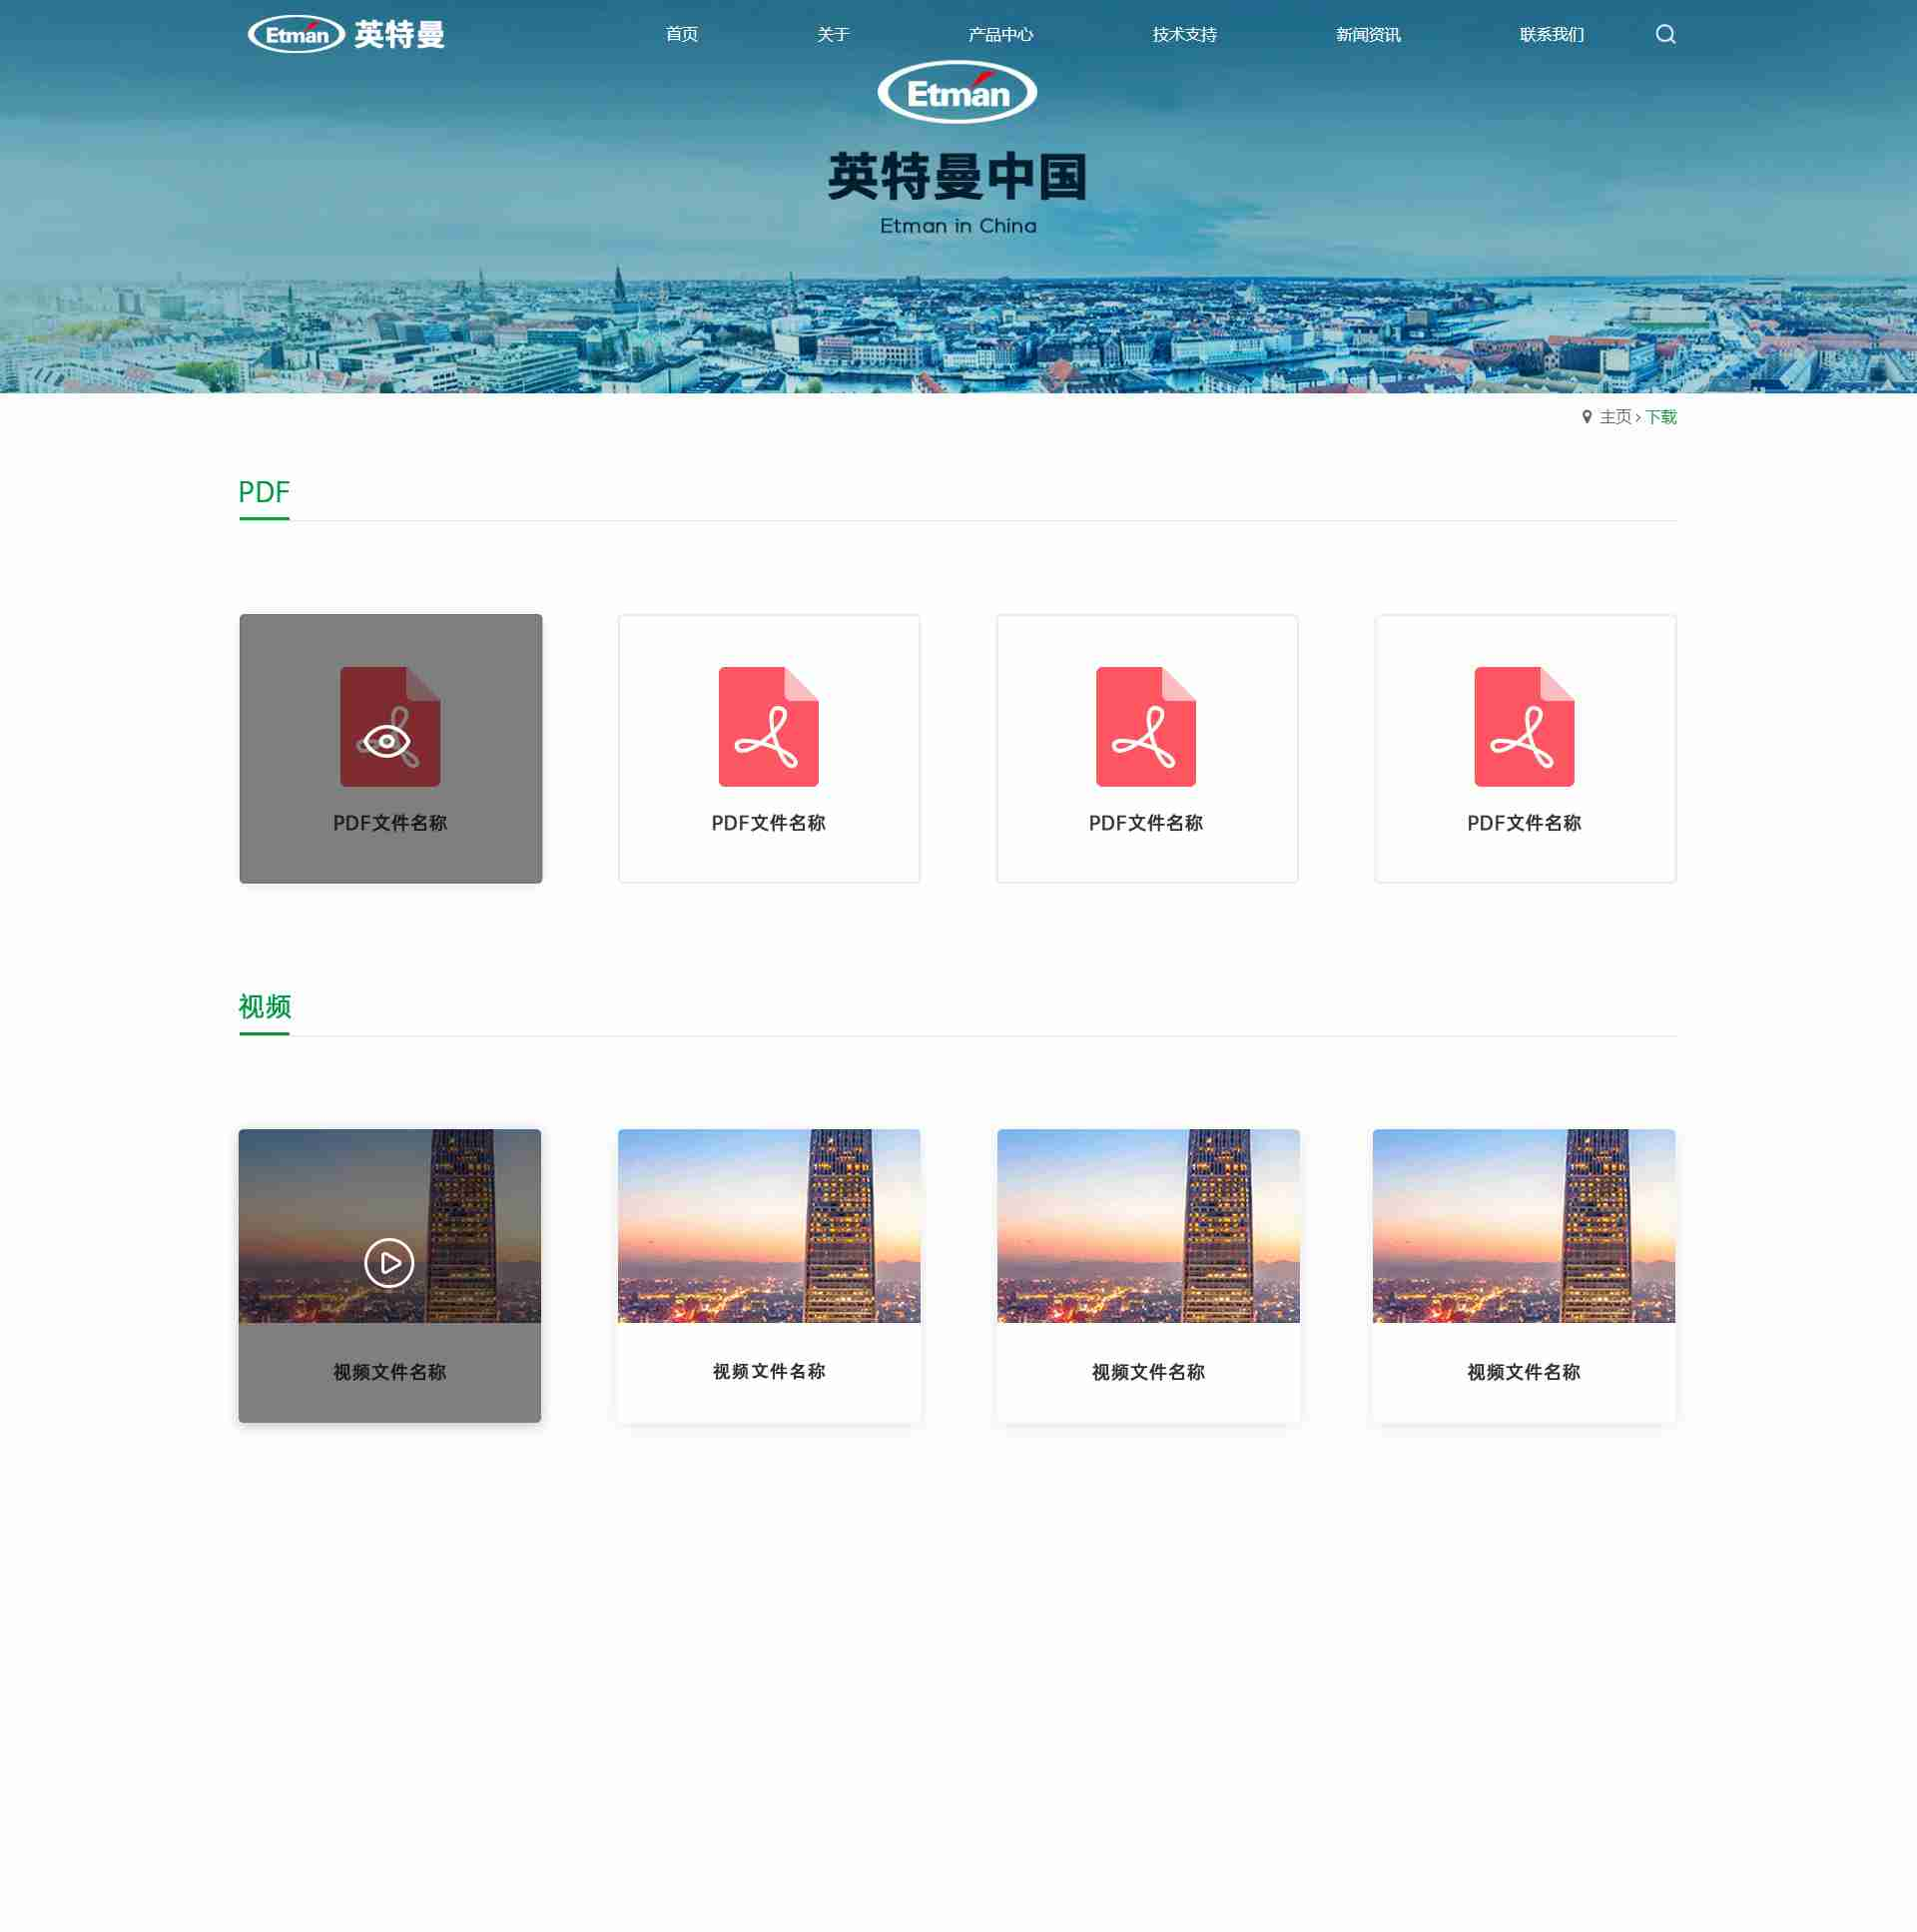 Etman 英特曼
首页 关于 产品中心 技术支持 新闻资讯 联系我们
Etman
英特曼中国
Etman in China
主页 › 下载
PDF
PDF文件名称 PDF文件名称 PDF文件名称 PDF文件名称
视频
视频文件名称 视频文件名称 视频文件名称 视频文件名称